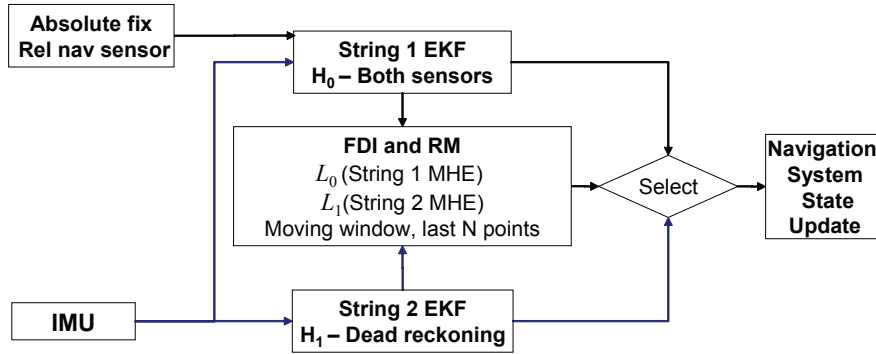 Absolute fix
Rel nav sensor
String 1 EKF
H₀ – Both sensors
FDI and RM
L₀ (String 1 MHE)
L₁(String 2 MHE)
Moving window, last N points
Select
Navigation
System
State
Update
IMU
String 2 EKF
H₁ – Dead reckoning